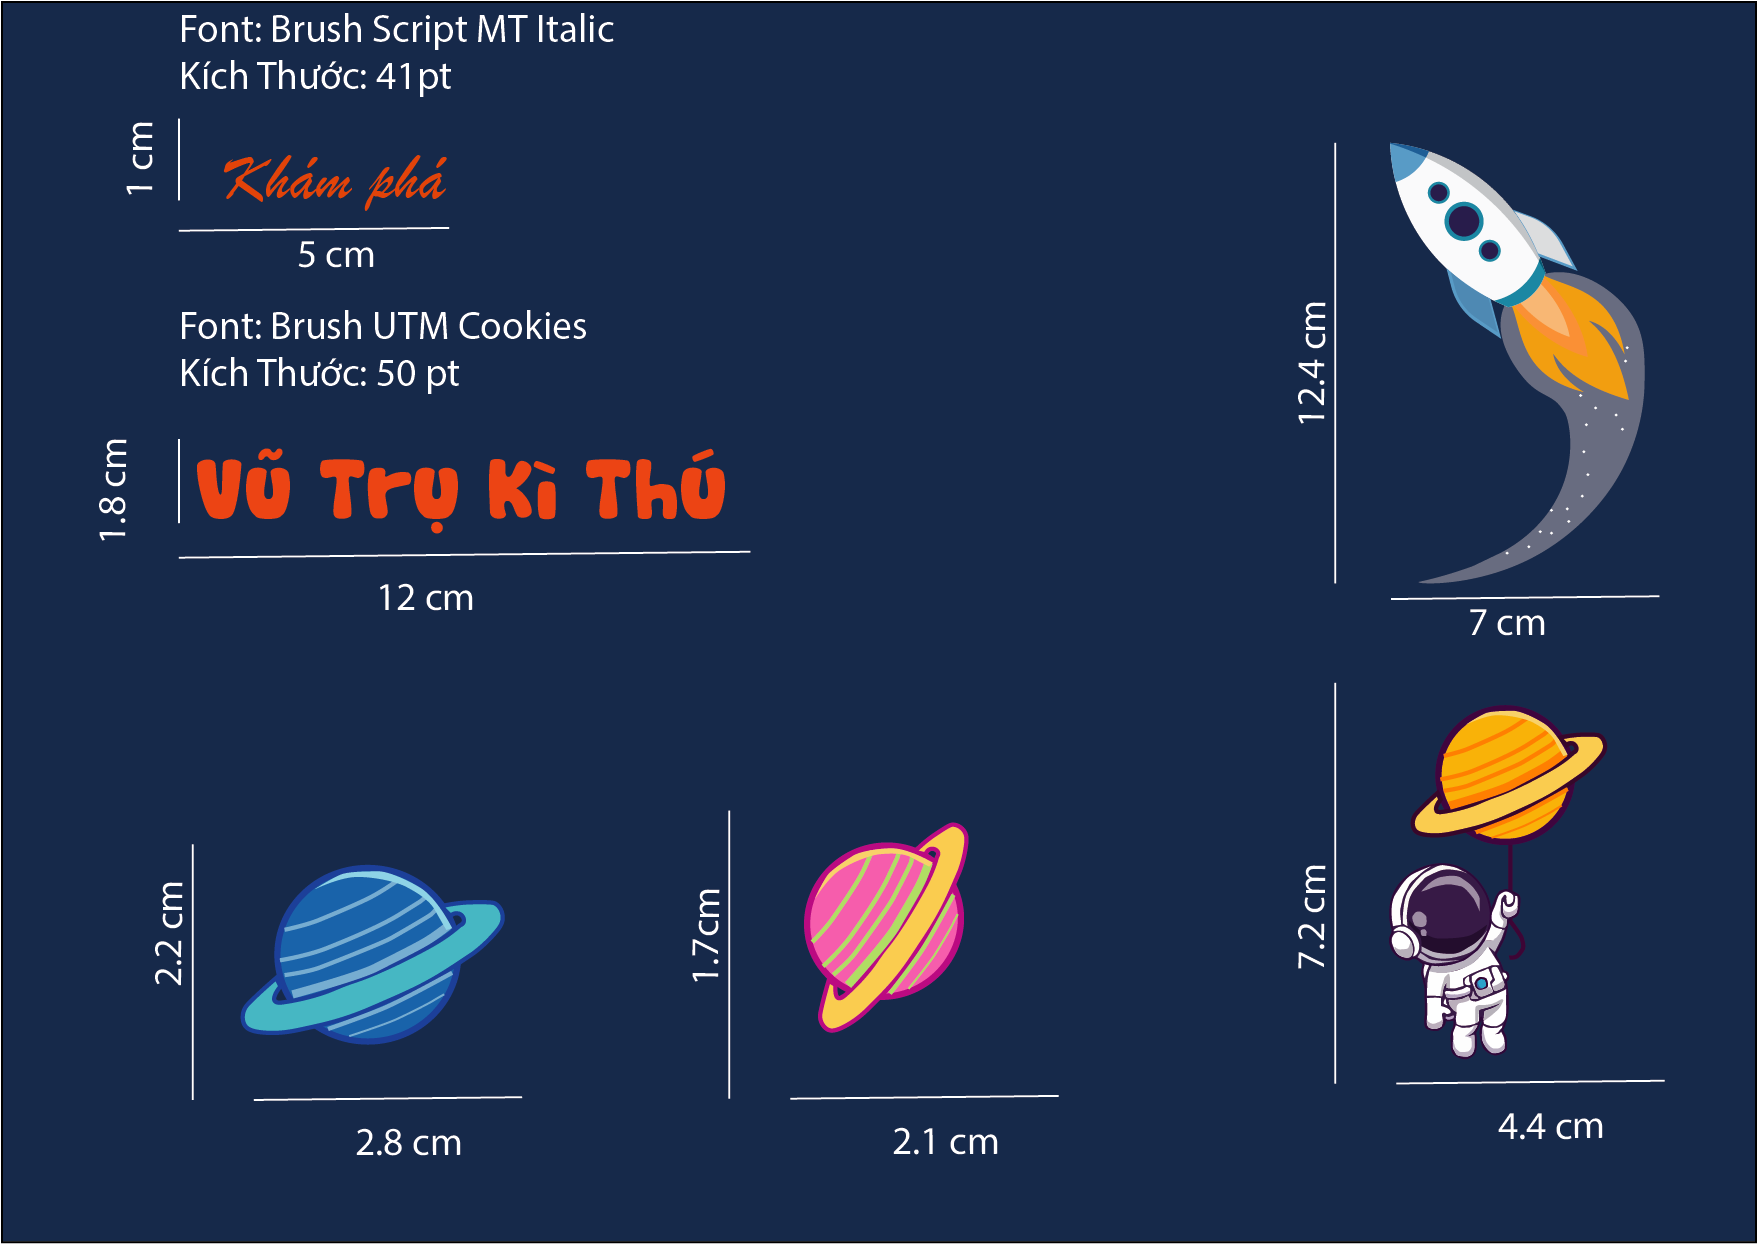 Font: Brush Script MT Italic
Kích Thước: 41pt
1 cm
Khám phá
5 cm
Font: Brush UTM Cookies
Kích Thước: 50 pt
1.8 cm
Vũ Trụ Kì Thú
12 cm
12.4 cm
7 cm
2.2 cm
2.8 cm
1.7cm
2.1 cm
7.2 cm
4.4 cm